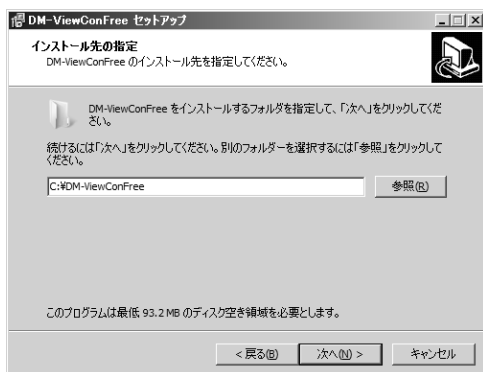 DM-ViewConFree セットアップ
インストール先の指定
DM-ViewConFree のインストール先を指定してください。
DM-ViewConFree をインストールするフォルダを指定して、「次へ」をクリックしてくだ
さい。
続けるには「次へ」をクリックしてください。別のフォルダーを選択するには「参照」をクリックして
ください。
C:¥DM-ViewConFree
参照(R)
このプログラムは最低 93.2 MB のディスク空き領域を必要とします。
< 戻る(B)
次へ(N) >
キャンセル